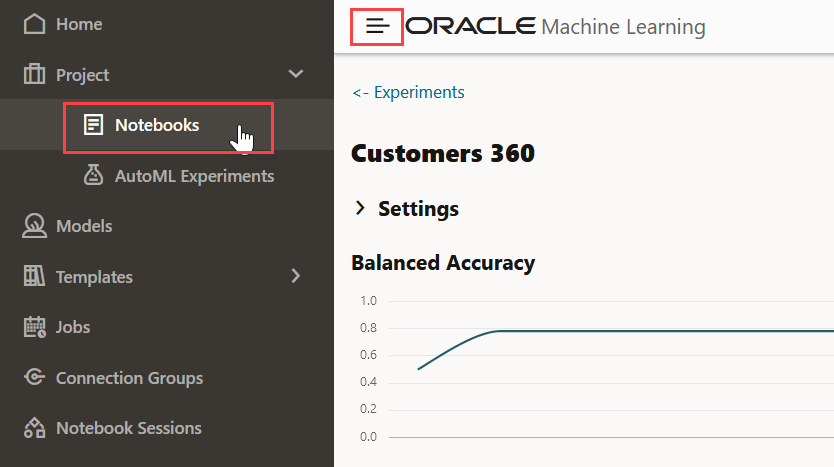 Home
Project
Notebooks
AutoML Experiments
Models
Templates
Jobs
Connection Groups
Notebook Sessions
ORACLE Machine Learning
<- Experiments
Customers 360
Settings
Balanced Accuracy
1.0
0.8
0.6
0.4
0.2
0.0